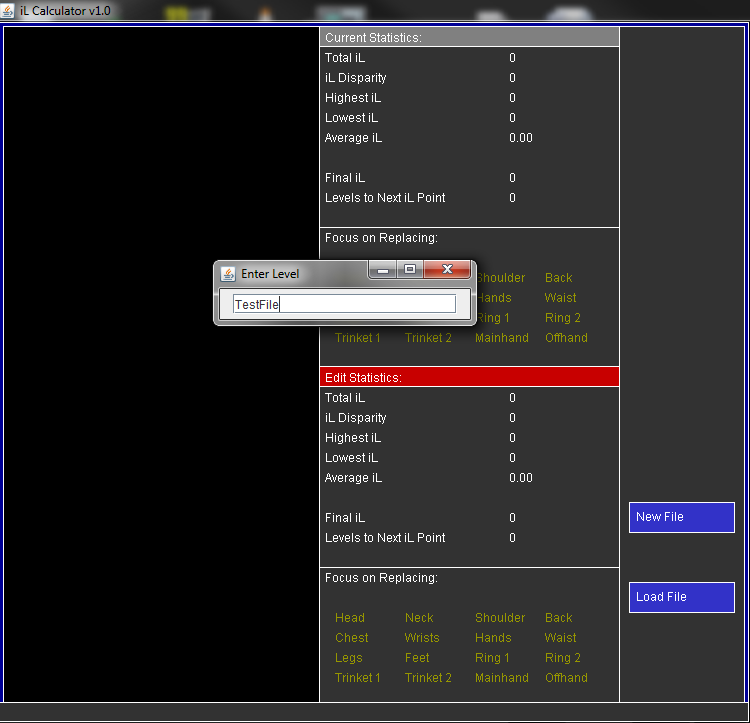 iL Calculator v1.0
Current Statistics:
Total iL 0
iL Disparity 0
Highest iL 0
Lowest iL 0
Average iL 0.00
Final iL 0
Levels to Next iL Point 0
Focus on Replacing:
Enter Level
TestFile
Shoulder Back
Hands Waist
Ring 1 Ring 2
Trinket 1 Trinket 2 Mainhand Offhand
Edit Statistics:
Total iL 0
iL Disparity 0
Highest iL 0
Lowest iL 0
Average iL 0.00
Final iL 0
Levels to Next iL Point 0
Focus on Replacing:
Head Neck Shoulder Back
Chest Wrists Hands Waist
Legs Feet Ring 1 Ring 2
Trinket 1 Trinket 2 Mainhand Offhand
New File
Load File